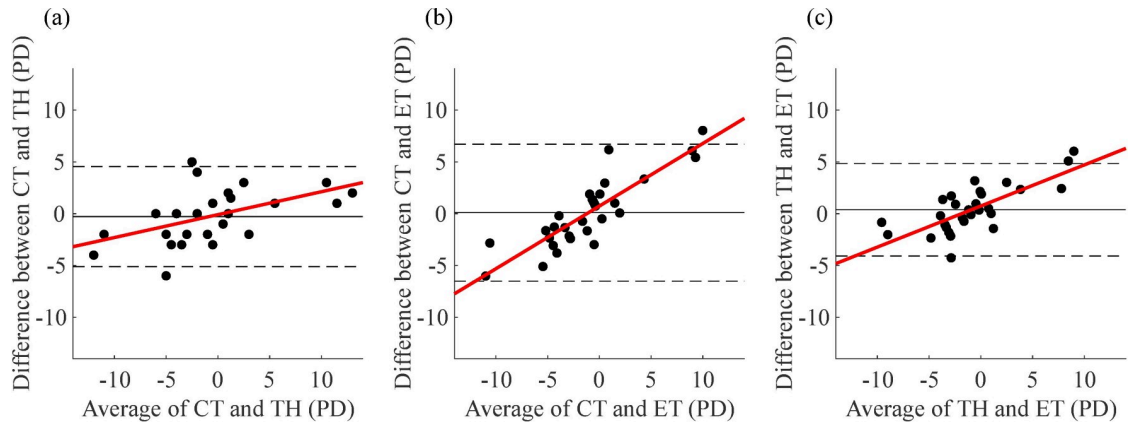 (a)
Difference between CT and TH (PD)
10
5
0
-5
-10
-10 -5 0 5 10
Average of CT and TH (PD)
(b)
Difference between CT and ET (PD)
10
5
0
-5
-10
-10 -5 0 5 10
Average of CT and ET (PD)
(c)
Difference between TH and ET (PD)
10
5
0
-5
-10
-10 -5 0 5 10
Average of TH and ET (PD)